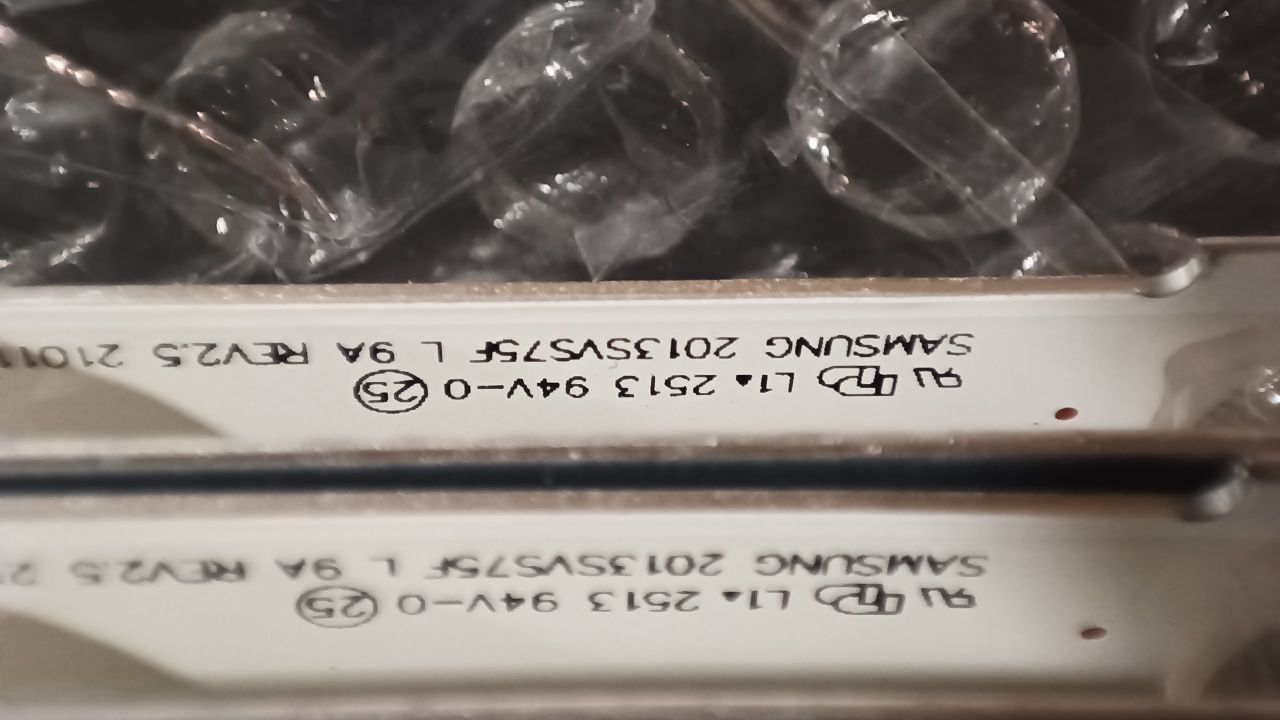 L1▲ 2513 94V-0 25
SAMSUNG 2013SVS75F L 9A REV2.5
L1▲ 2513 94V-0 25
SAMSUNG 2013SVS75F L 9A REV2.5